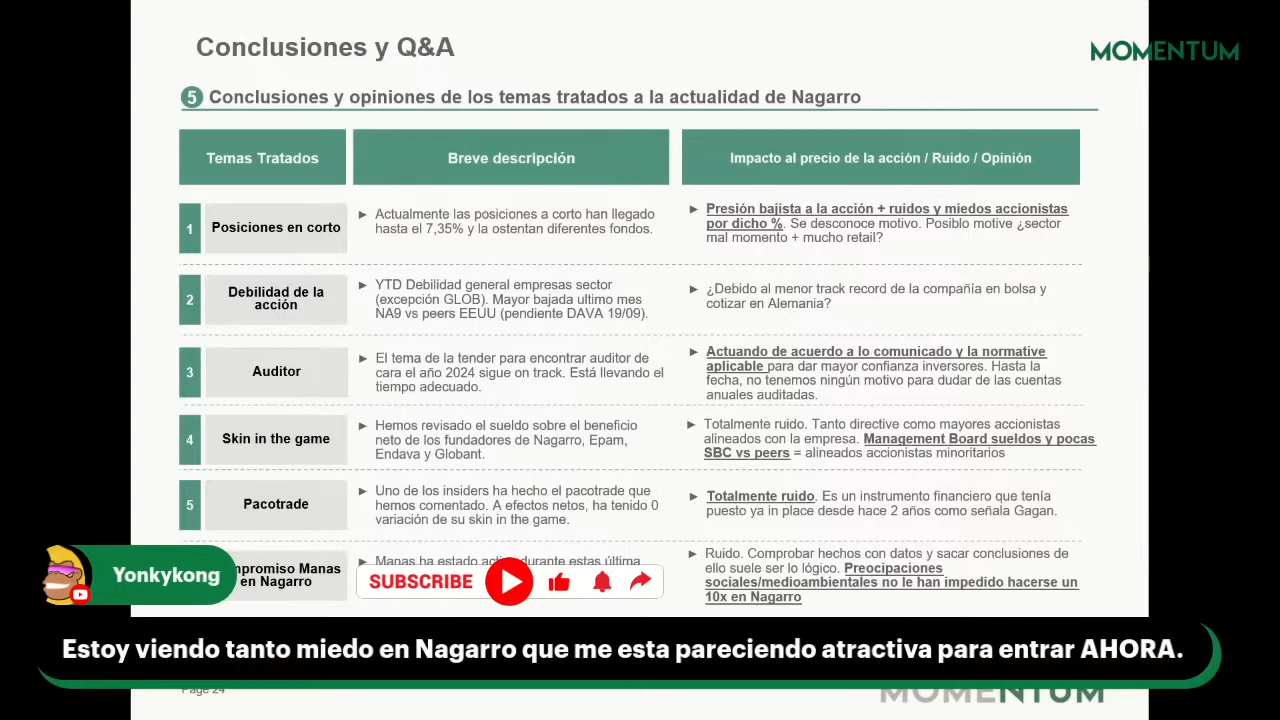 Conclusiones y Q&A
MOMENTUM
5 Conclusiones y opiniones de los temas tratados a la actualidad de Nagarro
Temas Tratados
Breve descripción
Impacto al precio de la acción / Ruido / Opinión
1
Posiciones en corto
► Actualmente las posiciones a corto han llegado
hasta el 7,35% y la ostentan diferentes fondos.
► Presión bajista a la acción + ruidos y miedos accionistas
por dicho %. Se desconoce motivo. Posiblo motive ¿sector
mal momento + mucho retail?
2
Debilidad de la
acción
► YTD Debilidad general empresas sector
(excepción GLOB). Mayor bajada ultimo mes
NA9 vs peers EEUU (pendiente DAVA 19/09).
► ¿Debido al menor track record de la compañía en bolsa y
cotizar en Alemania?
3
Auditor
► El tema de la tender para encontrar auditor de
cara el año 2024 sigue on track. Está llevando el
tiempo adecuado.
► Actuando de acuerdo a lo comunicado y la normative
aplicable para dar mayor confianza inversores. Hasta la
fecha, no tenemos ningún motivo para dudar de las cuentas
anuales auditadas.
4
Skin in the game
► Hemos revisado el sueldo sobre el beneficio
neto de los fundadores de Nagarro, Epam,
Endava y Globant.
► Totalmente ruido. Tanto directive como mayores accionistas
alineados con la empresa. Management Board sueldos y pocas
SBC vs peers = alineados accionistas minoritarios
5
Pacotrade
► Uno de los insiders ha hecho el pacotrade que
hemos comentado. A efectos netos, ha tenido 0
variación de su skin in the game.
► Totalmente ruido. Es un instrumento financiero que tenía
puesto ya in place desde hace 2 años como señala Gagan.
Manas
en Nagarro
► Manas ha estado durante estas última
► Ruido. Comprobar hechos con datos y sacar conclusiones de
ello suele ser lo lógico. Preocipaciones
sociales/medioambientales no le han impedido hacerse un
10x en Nagarro
Yonkykong
SUBSCRIBE
Estoy viendo tanto miedo en Nagarro que me esta pareciendo atractiva para entrar AHORA.
Page 24
MOMENTUM